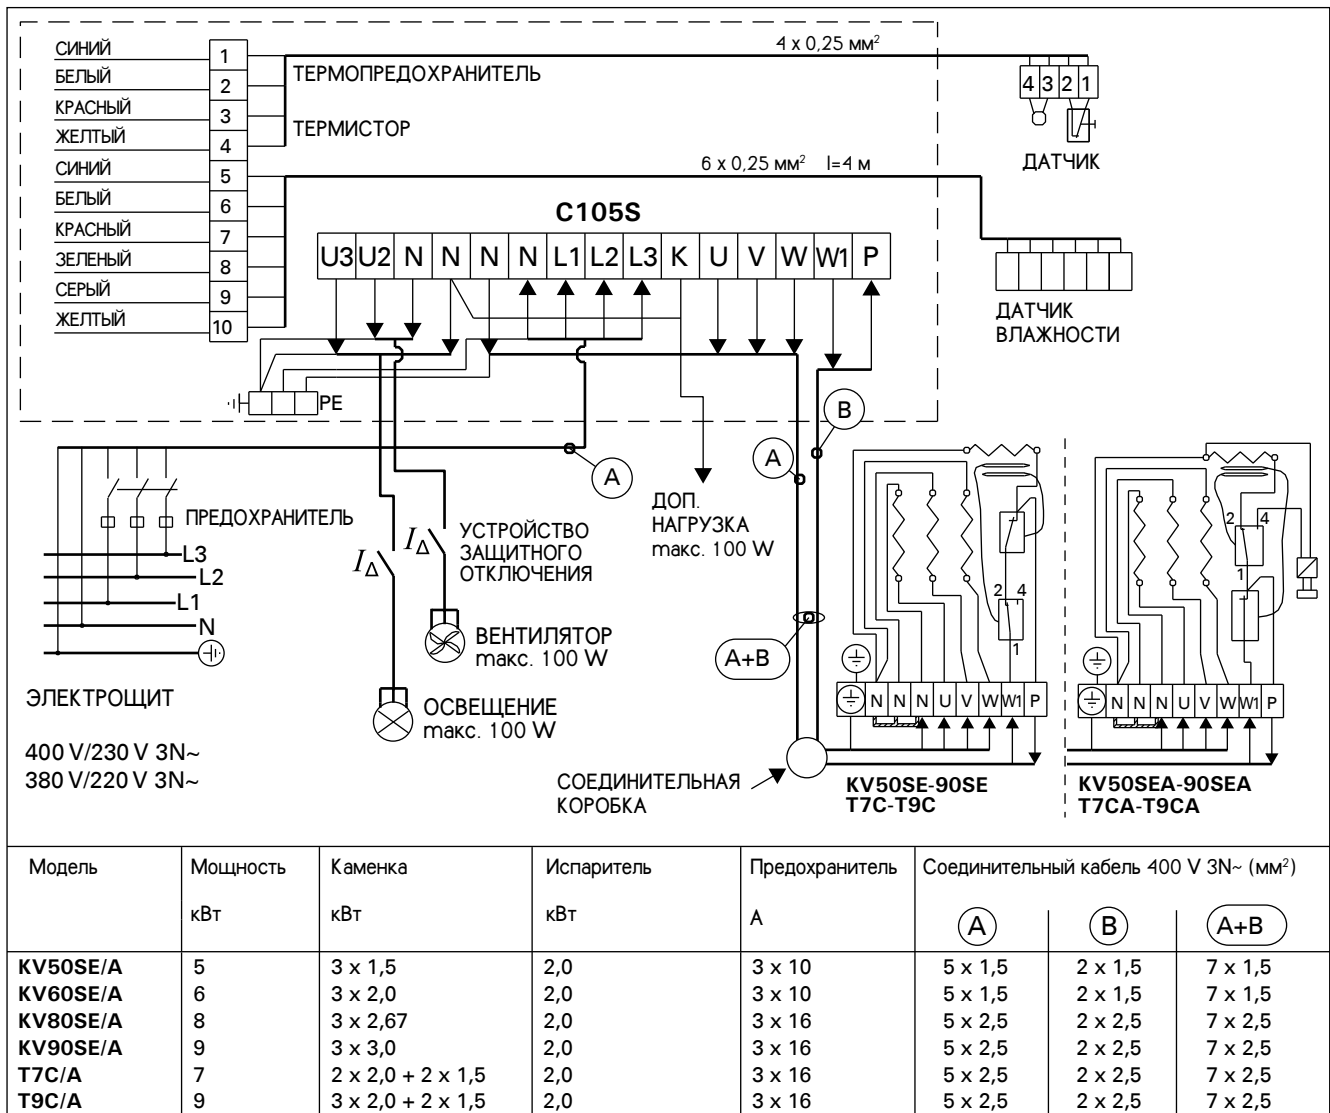 СИНИЙ 1
БЕЛЫЙ 2
КРАСНЫЙ 3
ЖЕЛТЫЙ 4
СИНИЙ 5
БЕЛЫЙ 6
КРАСНЫЙ 7
ЗЕЛЕНЫЙ 8
СЕРЫЙ 9
ЖЕЛТЫЙ 10
ТЕРМОПРЕДОХРАНИТЕЛЬ
ТЕРМИСТОР
4 x 0,25 мм²
4 3 2 1
ДАТЧИК
6 x 0,25 мм² l=4 м
ДАТЧИК
ВЛАЖНОСТИ
C105S
U3 U2 N N N N L1 L2 L3 K U V W W1 P
PE
A
B
A
A+B
ПРЕДОХРАНИТЕЛЬ
L3
L2
L1
N
ЭЛЕКТРОЩИТ
400 V/230 V 3N~
380 V/220 V 3N~
I∆
I∆
УСТРОЙСТВО
ЗАЩИТНОГО
ОТКЛЮЧЕНИЯ
ВЕНТИЛЯТОР
макс. 100 W
ОСВЕЩЕНИЕ
макс. 100 W
ДОП.
НАГРУЗКА
макс. 100 W
СОЕДИНИТЕЛЬНАЯ
КОРОБКА
2 4
1
N N N U V W W1 P
KV50SE-90SE
T7C-T9C
2 4
1
N N N U V W W1 P
KV50SEA-90SEA
T7CA-T9CA
Модель Мощность Каменка Испаритель Предохранитель Соединительный кабель 400 V 3N~ (мм²)
кВт кВт кВт А A B A+B
KV50SE/A 5 3 x 1,5 2,0 3 x 10 5 x 1,5 2 x 1,5 7 x 1,5
KV60SE/A 6 3 x 2,0 2,0 3 x 10 5 x 1,5 2 x 1,5 7 x 1,5
KV80SE/A 8 3 x 2,67 2,0 3 x 16 5 x 2,5 2 x 2,5 7 x 2,5
KV90SE/A 9 3 x 3,0 2,0 3 x 16 5 x 2,5 2 x 2,5 7 x 2,5
T7C/A 7 2 x 2,0 + 2 x 1,5 2,0 3 x 16 5 x 2,5 2 x 2,5 7 x 2,5
T9C/A 9 3 x 2,0 + 2 x 1,5 2,0 3 x 16 5 x 2,5 2 x 2,5 7 x 2,5